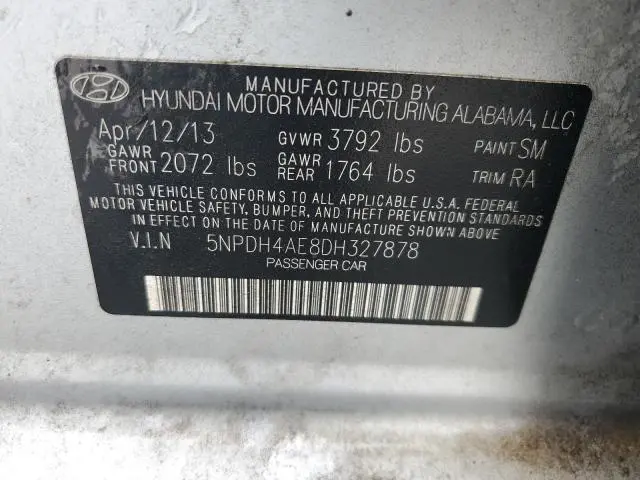 MANUFACTURED BY
HYUNDAI MOTOR MANUFACTURING ALABAMA, LLC
Apr/12/13 GVWR 3792 lbs PAINT SM
GAWR FRONT 2072 lbs GAWR REAR 1764 lbs TRIM RA
THIS VEHICLE CONFORMS TO ALL APPLICABLE U.S.A. FEDERAL
MOTOR VEHICLE SAFETY, BUMPER, AND THEFT PREVENTION STANDARDS
IN EFFECT ON THE DATE OF MANUFACTURE SHOWN ABOVE
V.I.N 5NPDH4AE8DH327878
PASSENGER CAR